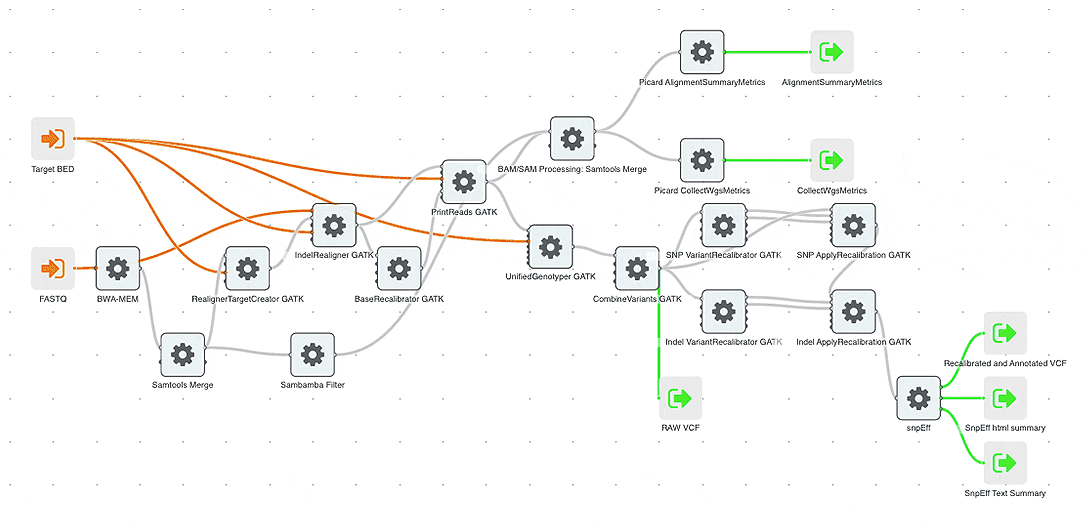 Picard AlignmentSummaryMetrics
AlignmentSummaryMetrics
Target BED
BAM/SAM Processing: Samtools Merge
Picard CollectWgsMetrics
CollectWgsMetrics
PrintReads GATK
IndelRealigner GATK
SNP VariantRecalibrator GATK
SNP ApplyRecalibration GATK
UnifiedGenotyper GATK
FASTQ
BWA-MEM
RealignerTargetCreator GATK
BaseRecalibrator GATK
CombineVariants GATK
Indel VariantRecalibrator GATK
Indel ApplyRecalibration GATK
Recalibrated and Annotated VCF
Samtools Merge
Sambamba Filter
RAW VCF
snpEff
SnpEff html summary
SnpEff Text Summary